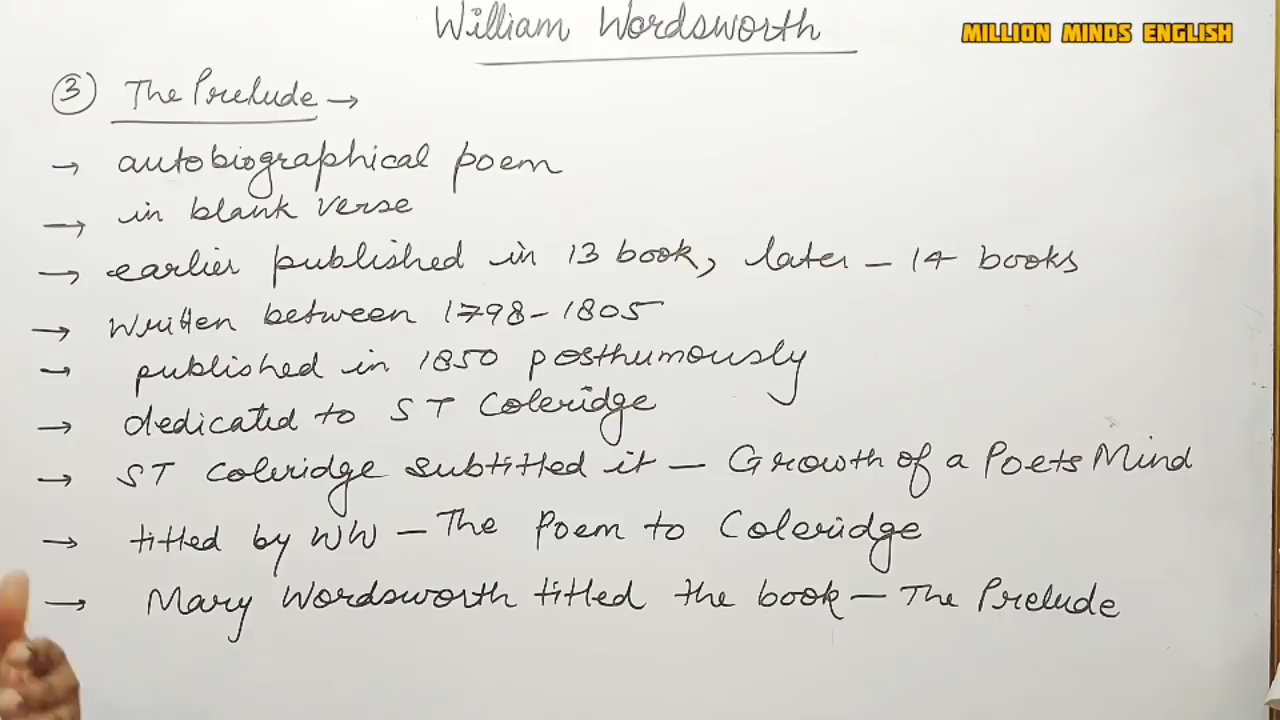 William Wordsworth
MILLION MINDS ENGLISH
③ The Prelude →
→ autobiographical poem
→ in blank verse
→ earlier published in 13 book, later - 14 books
→ Written between 1798-1805
→ published in 1850 posthumously
→ dedicated to ST Coleridge
→ ST Coleridge subtitled it - Growth of a Poets Mind
→ titled by WW - The Poem to Coleridge
→ Mary Wordsworth titled the book - The Prelude